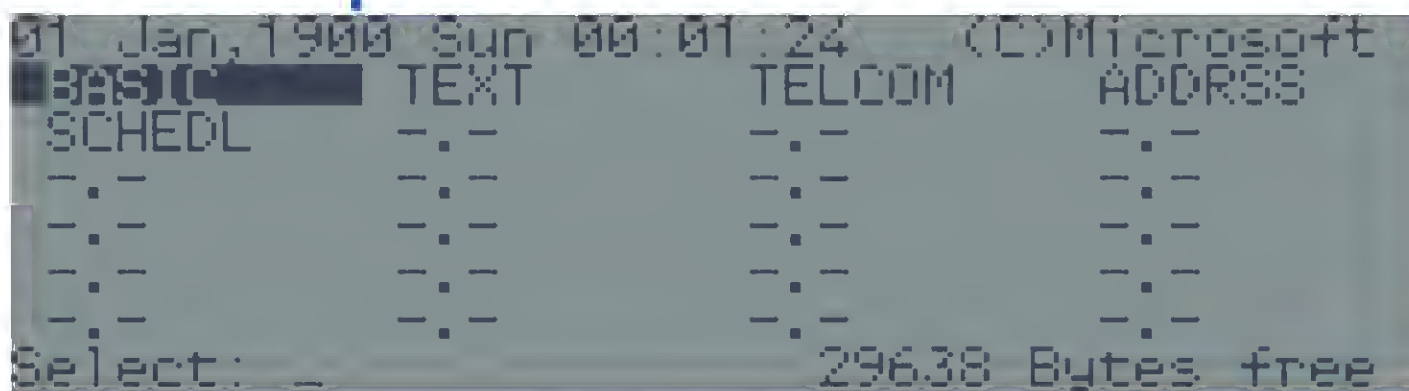 01 Jan,1900 Sun 00:01:24 (C)Microsoft
BASIC TEXT TELCOM ADDRSS
SCHEDL -.- -.- -.-
-.- -.- -.- -.-
-.- -.- -.- -.-
-.- -.- -.- -.-
-.- -.- -.- -.-
Select: _ 29638 Bytes free